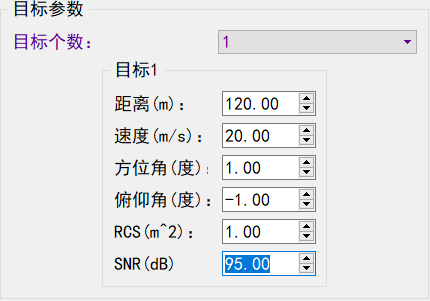 目标参数
目标个数： 1
目标1
距离(m)： 120.00
速度(m/s)： 20.00
方位角(度)： 1.00
俯仰角(度)： -1.00
RCS(m^2)： 1.00
SNR(dB) 95.00